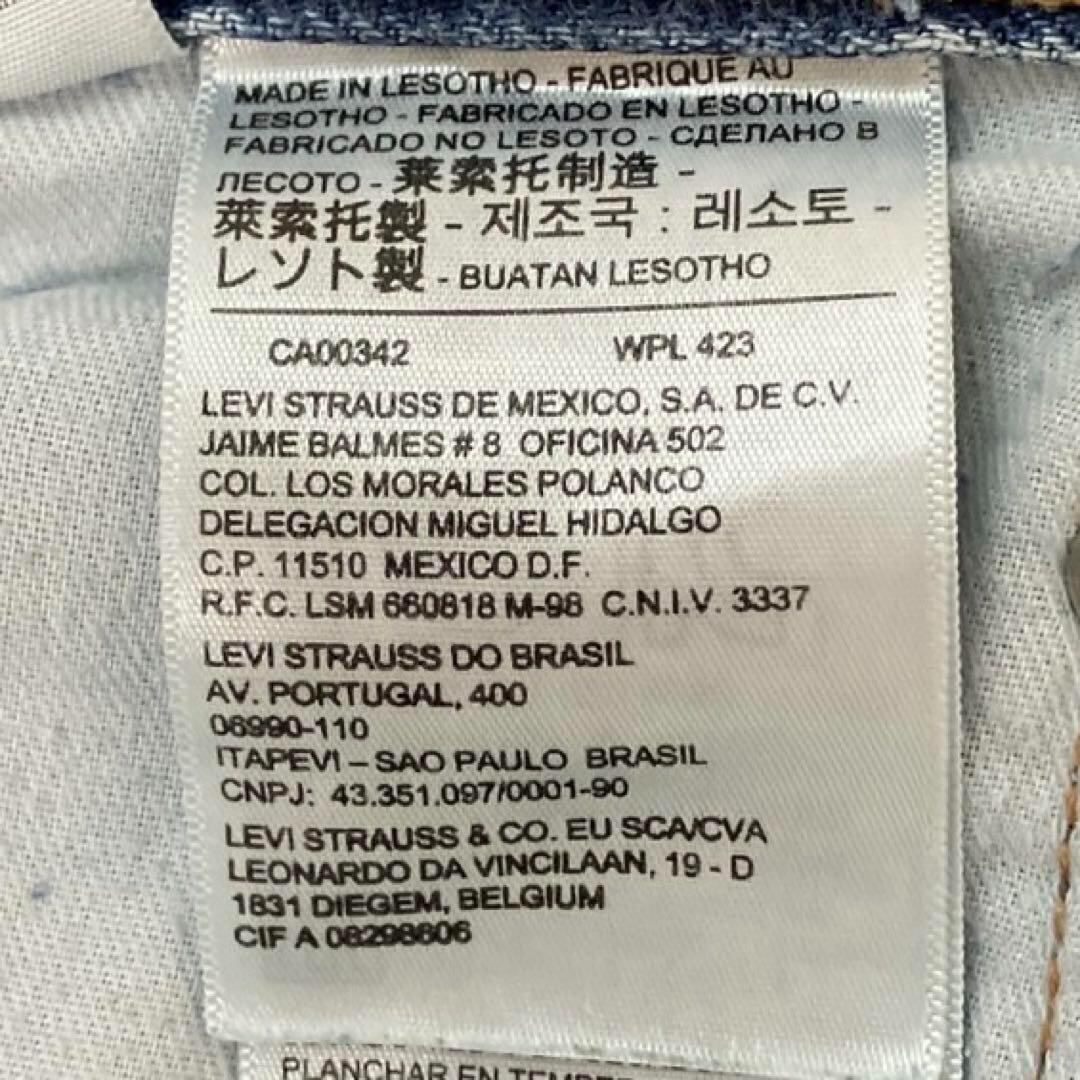 MADE IN LESOTHO - FABRIQUE AU
LESOTHO - FABRICADO EN LESOTHO -
FABRICADO NO LESOTO - СДЕЛАНО В
ЛЕСОТО - 莱索托制造 -
萊索托製 - 제조국 : 레소토 -
レソト製 - BUATAN LESOTHO
CA00342 WPL 423
LEVI STRAUSS DE MEXICO, S.A. DE C.V.
JAIME BALMES # 8 OFICINA 502
COL. LOS MORALES POLANCO
DELEGACION MIGUEL HIDALGO
C.P. 11510 MEXICO D.F.
R.F.C. LSM 660818 M-98 C.N.I.V. 3337
LEVI STRAUSS DO BRASIL
AV. PORTUGAL, 400
06990-110
ITAPEVI – SAO PAULO BRASIL
CNPJ: 43.351.097/0001-90
LEVI STRAUSS & CO. EU SCA/CVA
LEONARDO DA VINCILAAN, 19 - D
1831 DIEGEM, BELGIUM
CIF A 08298606
PLANCHAR EN